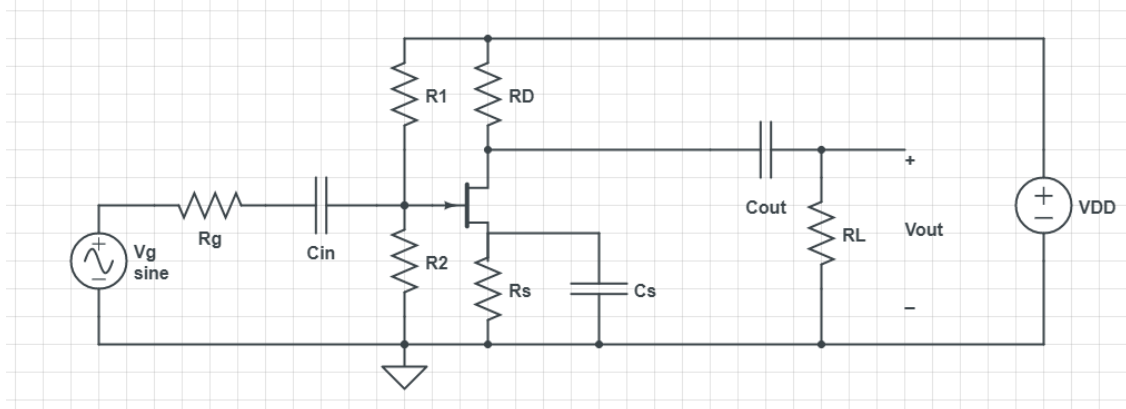 R1
RD
+
Cout
RL
Vout
−
+
−
VDD
Rg
Cin
+
−
Vg
sine
R2
Rs
Cs